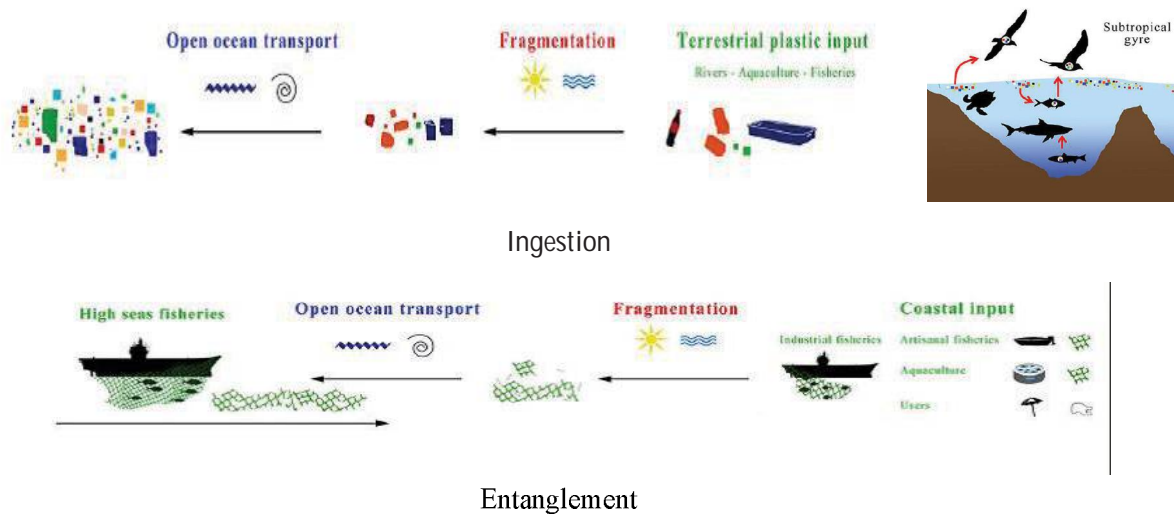 Open ocean transport
Fragmentation
Terrestrial plastic input
Rivers - Aquaculture - Fisheries
Subtropical
gyre
Ingestion
High seas fisheries
Open ocean transport
Fragmentation
Coastal input
Industrial fisheries
Artisanal fisheries
Aquaculture
Users
Entanglement